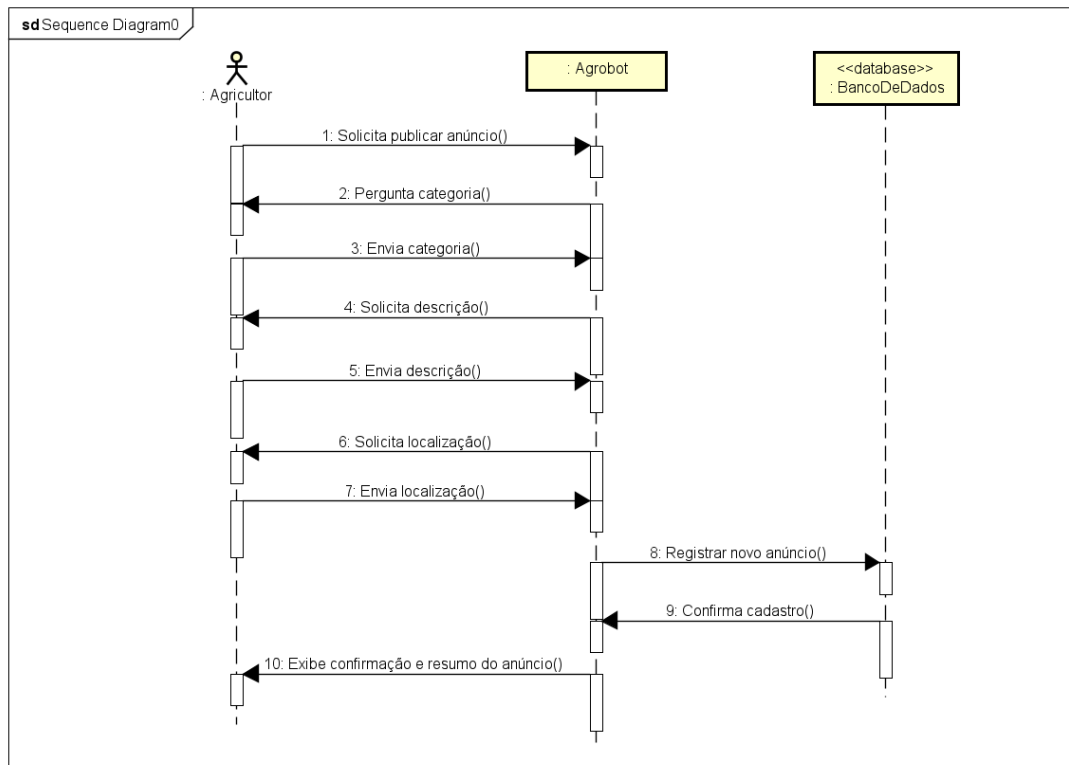 sd Sequence Diagram0
: Agricultor
: Agrobot
<<database>>
: BancoDeDados
1: Solicita publicar anúncio()
2: Pergunta categoria()
3: Envia categoria()
4: Solicita descrição()
5: Envia descrição()
6: Solicita localização()
7: Envia localização()
8: Registrar novo anúncio()
9: Confirma cadastro()
10: Exibe confirmação e resumo do anúncio()